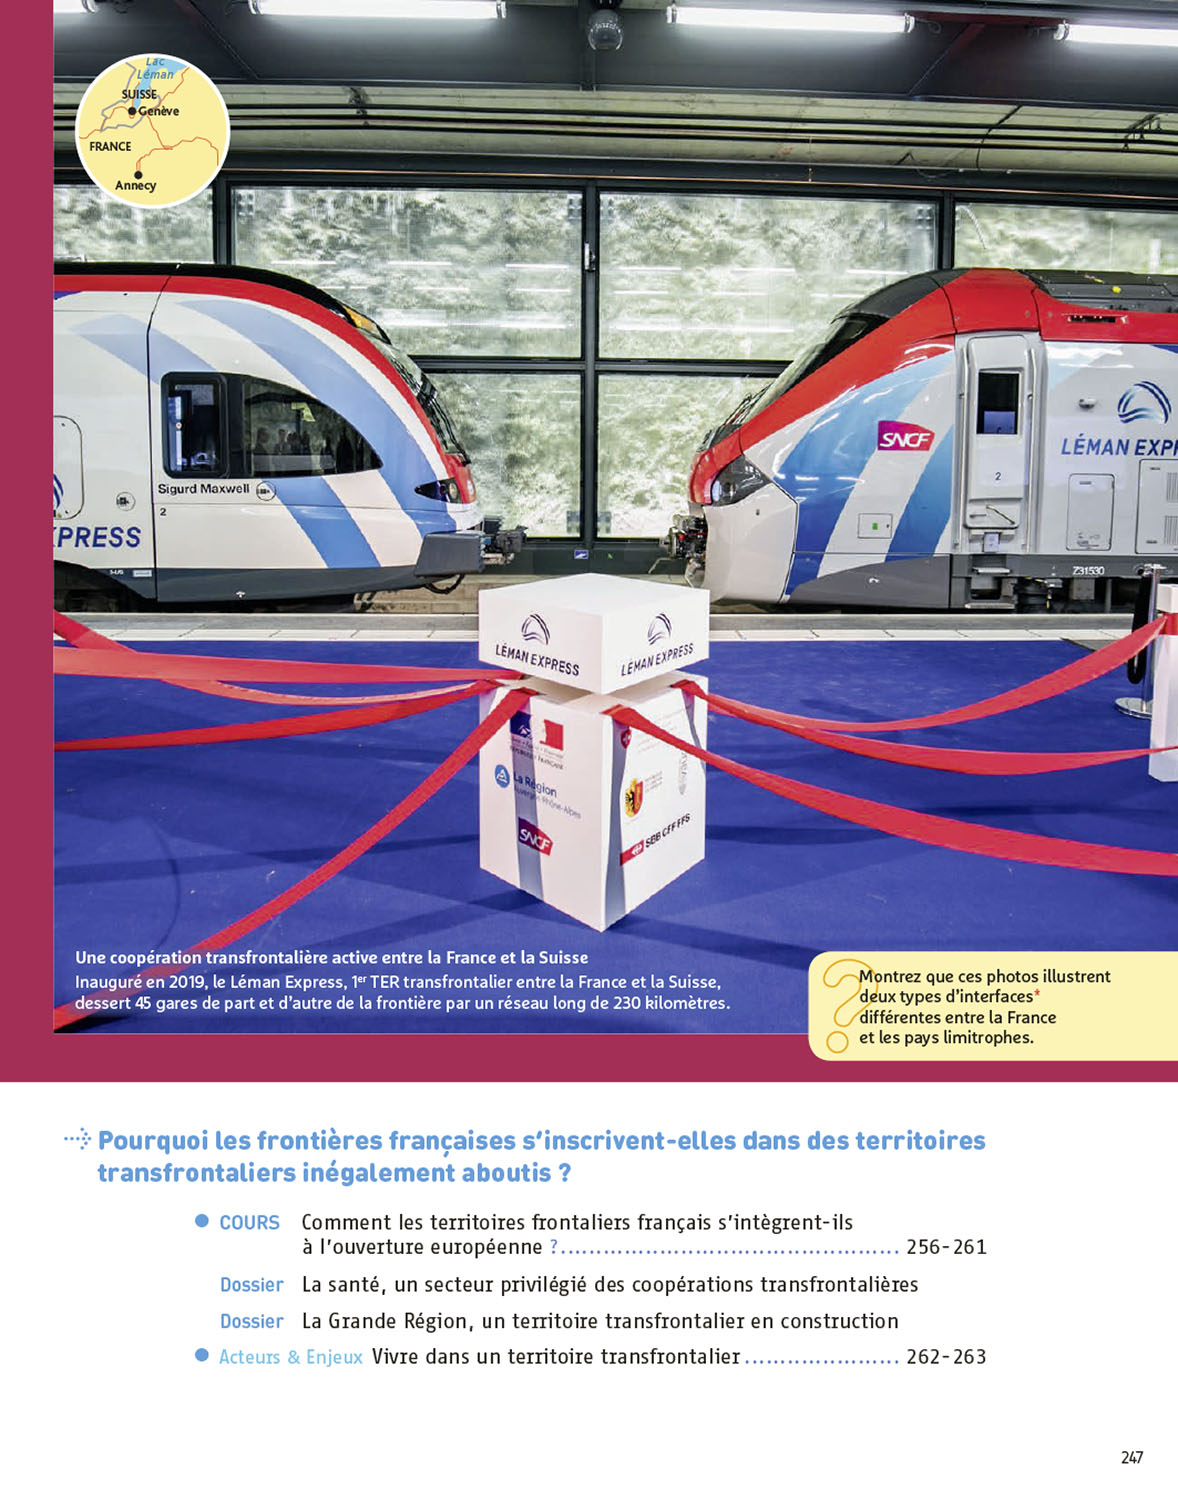 Lac
Léman
SUISSE
Genève
FRANCE
Annecy
Sigurd Maxwell
2
PRESS
SNCF
LÉMAN EXP
2
Z31530
LÉMAN EXPRESS
LÉMAN EXPRESS
La Région
Auvergne-Rhône-Alpes
SNCF
SBB CFF FFS
Une coopération transfrontalière active entre la France et la Suisse
Inauguré en 2019, le Léman Express, 1er TER transfrontalier entre la France et la Suisse,
dessert 45 gares de part et d'autre de la frontière par un réseau long de 230 kilomètres.
?
Montrez que ces photos illustrent
deux types d'interfaces*
différentes entre la France
et les pays limitrophes.
Pourquoi les frontières françaises s'inscrivent-elles dans des territoires
transfrontaliers inégalement aboutis ?
• COURS Comment les territoires frontaliers français s'intègrent-ils
à l'ouverture européenne ?................................................ 256-261
Dossier La santé, un secteur privilégié des coopérations transfrontalières
Dossier La Grande Région, un territoire transfrontalier en construction
• Acteurs & Enjeux Vivre dans un territoire transfrontalier...................... 262-263
247